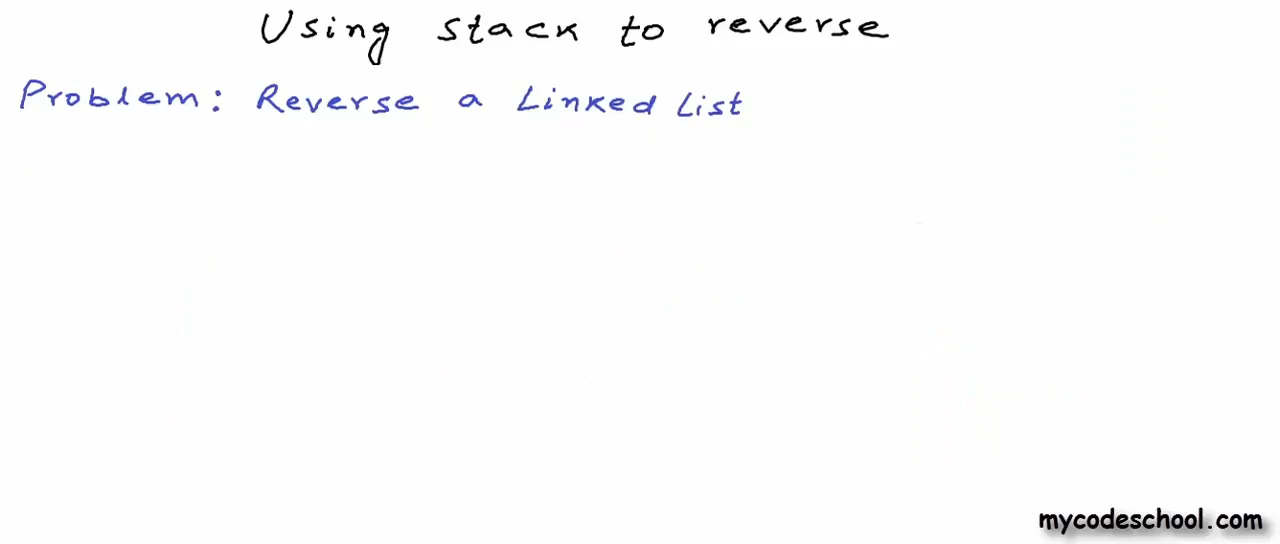 Using stack to reverse
Problem: Reverse a Linked List
mycodeschool.com